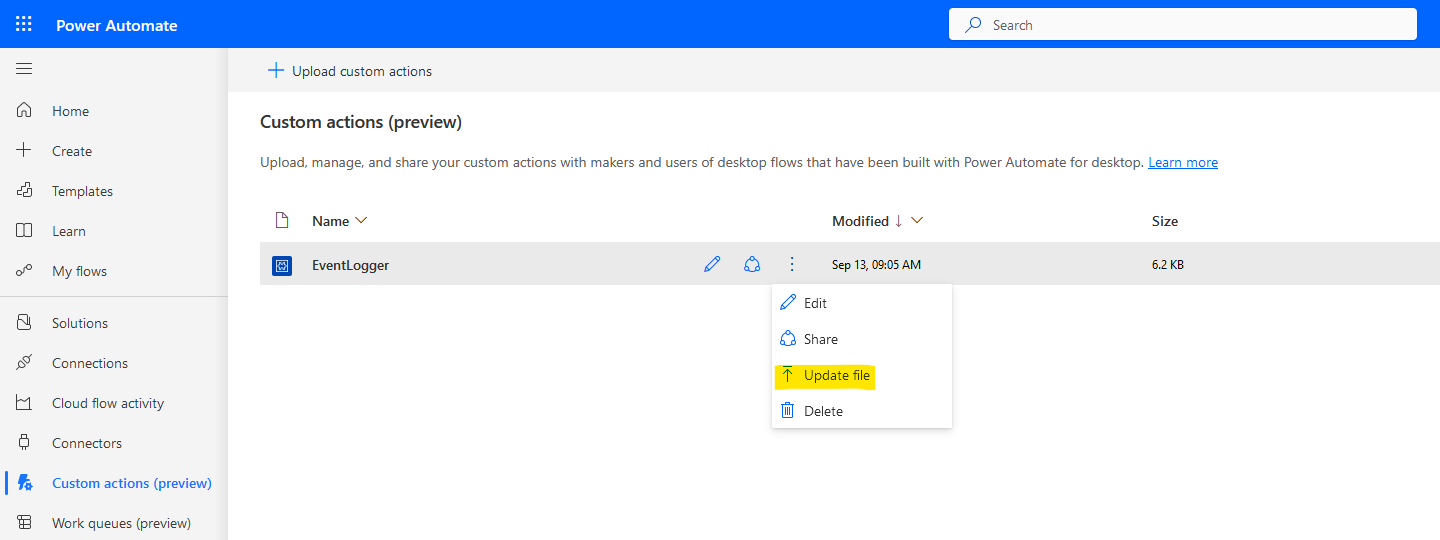 Power Automate
Search
Home
Create
Templates
Learn
My flows
Solutions
Connections
Cloud flow activity
Connectors
Custom actions (preview)
Work queues (preview)
Upload custom actions
Custom actions (preview)
Upload, manage, and share your custom actions with makers and users of desktop flows that have been built with Power Automate for desktop. Learn more
Name Modified Size
EventLogger Sep 13, 09:05 AM 6.2 KB
Edit
Share
Update file
Delete